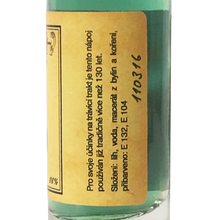 Pro svoje účinky na trávicí trakt je tento nápoj
používán již tradičně více než 130 let.
Složení: líh, voda, macerát z bylin a koření,
přibarveno: E 132, E 104
110316